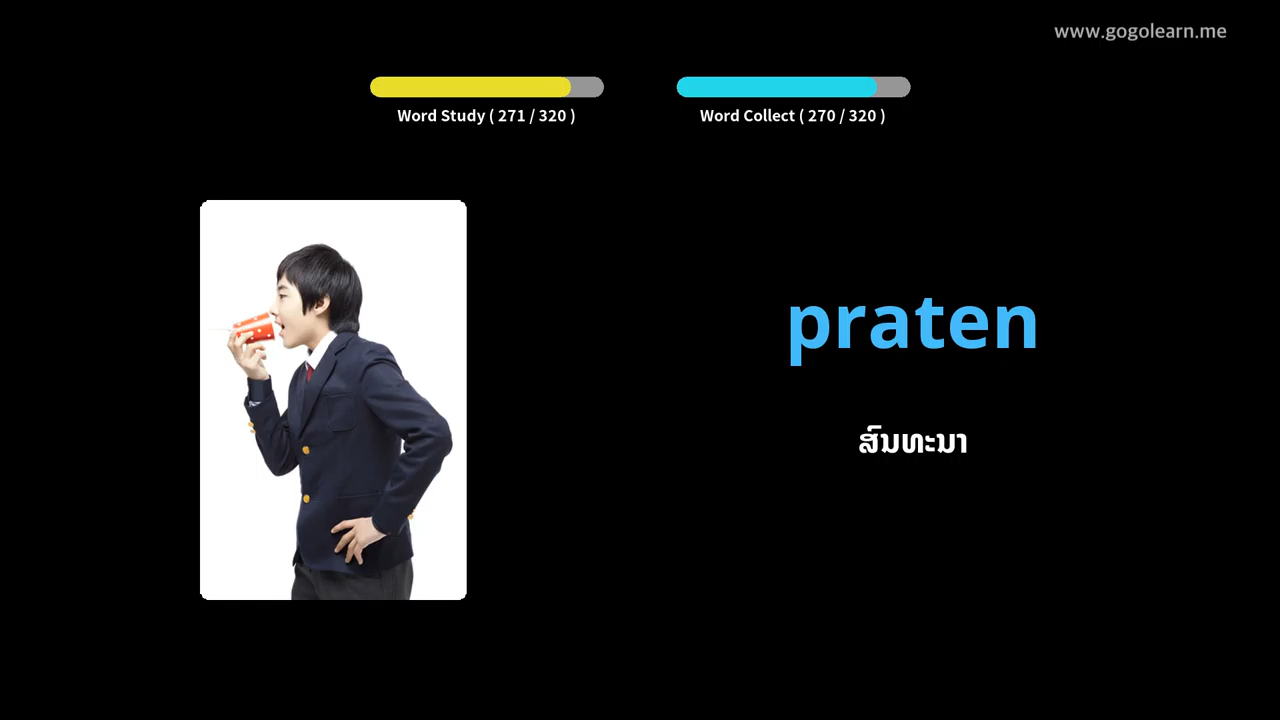 www.gogolearn.me
Word Study ( 271 / 320 )
Word Collect ( 270 / 320 )
praten
ສົນທະນາ